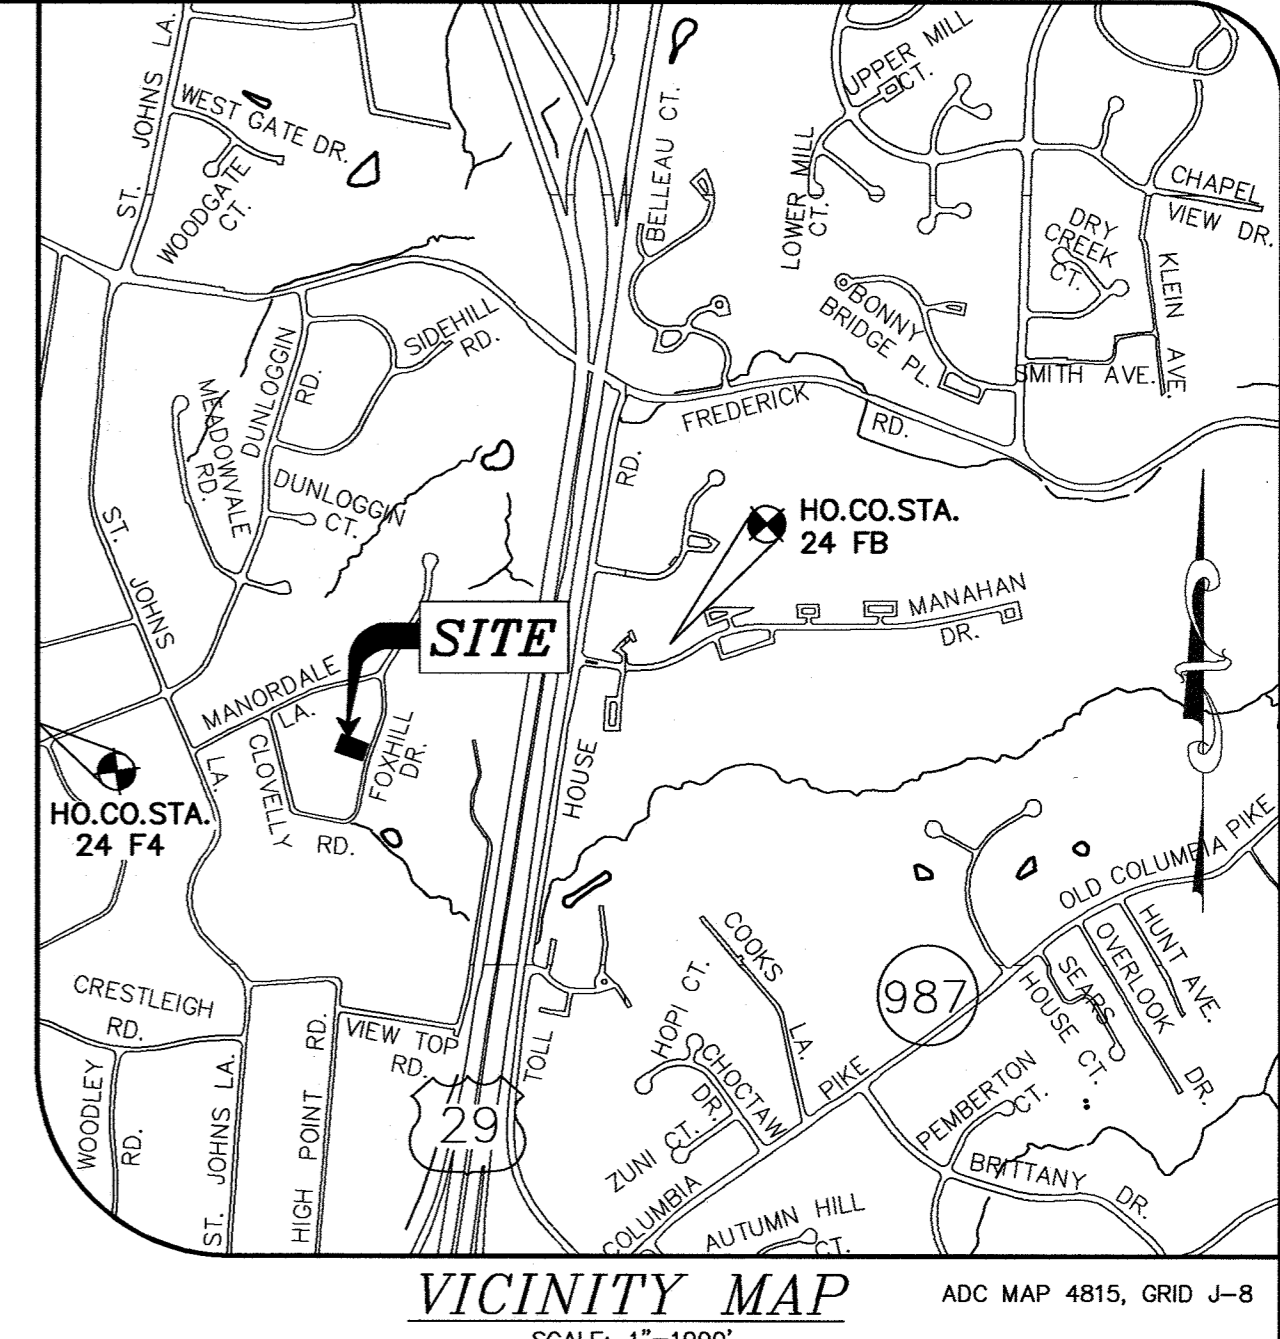 ST. JOHNS LA.
WEST GATE DR.
WOODGATE
CT.
BELLEAU CT.
UPPER MILL
CT.
LOWER MILL
CT.
CHAPEL
VIEW DR.
DRY
CREEK
CT.
KLEIN AVE.
BONNY
BRIDGE PL.
SMITH AVE.
SIDEHILL
RD.
DUNLOGGIN
RD.
MEADOWVALE
RD.
DUNLOGGIN
CT.
FREDERICK
RD.
RD.
HO.CO.STA.
24 FB
ST. JOHNS
MANAHAN
DR.
SITE
MANORDALE
LA.
FOXHILL
DR.
CLOVELLY
RD.
LA.
HOUSE
HO.CO.STA.
24 F4
OLD COLUMBIA PIKE
HUNT AVE.
OVERLOOK
DR.
SEARS
HOUSE CT.
COOKS
LA.
HOPI CT.
987
CRESTLEIGH
RD.
VIEW TOP
RD.
TOLL
CHOCTAW
DR.
PIKE
PEMBERTON
CT.
WOODLEY
RD.
ST. JOHNS LA.
HIGH POINT RD.
29
ZUNI CT.
BRITTANY DR.
COLUMBIA
AUTUMN HILL
CT.
VICINITY MAP
ADC MAP 4815, GRID J-8